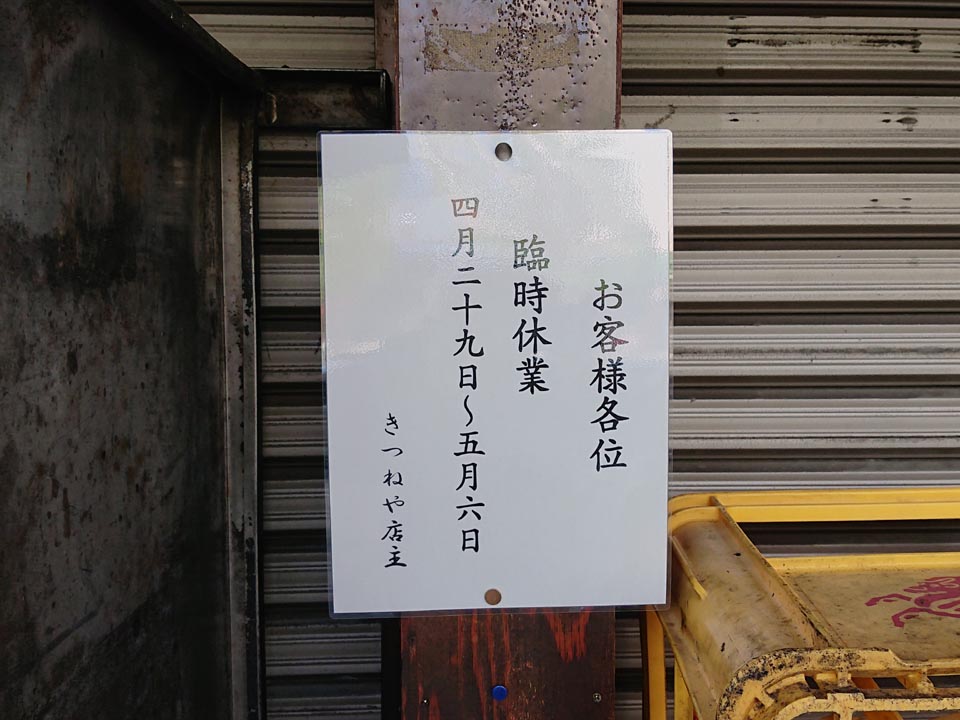 お客様各位
臨時休業
四月二十九日～五月六日
きつねや店主